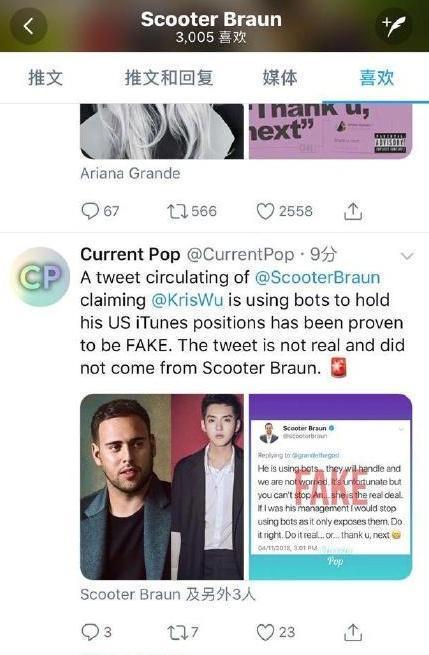 Scooter Braun
3,005 喜欢
推文
推文和回复
媒体
喜欢
Thank u,
next”
PARENTAL
ADVISORY
Ariana Grande
67
566
2558
Current Pop @CurrentPop · 9分
CP
A tweet circulating of @ScooterBraun
claiming @KrisWu is using bots to hold
his US iTunes positions has been proven
to be FAKE. The tweet is not real and did
not come from Scooter Braun.
Scooter Braun
@scooterbraun
Replying to @grandethegod
He is using bots... they will handle and
we are not worried. It's unfortunate but
you can't stop Ari... she is the real deal.
If I was his management I would stop
using bots as it only exposes them. Do
it right. Do it real... or... thank u, next
04/11/2018, 3:01 PM
FAKE
Pop
Scooter Braun 及另外3人
3
7
23